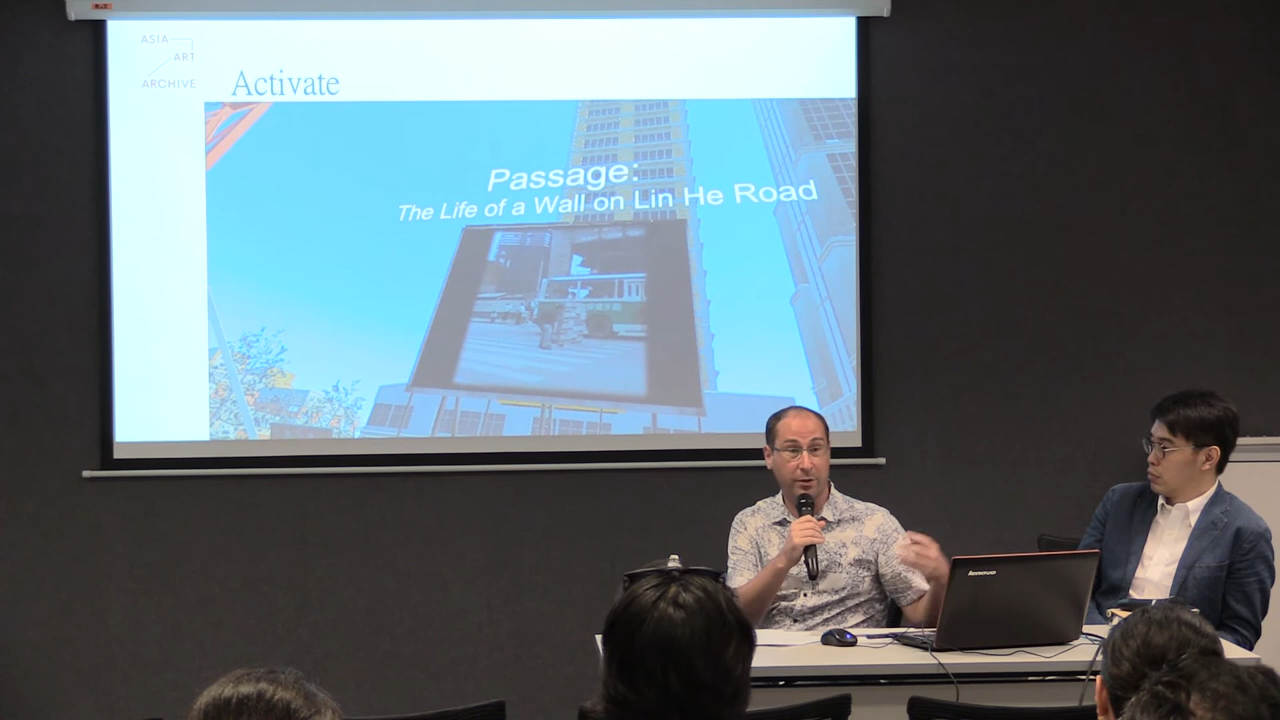 ASIA
ART
ARCHIVE
Activate
Passage:
The Life of a Wall on Lin He Road
lenovo